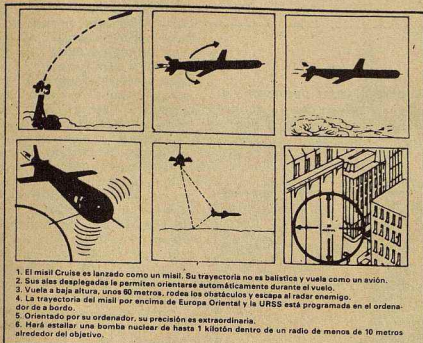 1. El misil Cruise es lanzado como un misil. Su trayectoria no es balística y vuela como un avión.
2. Sus alas desplegadas le permiten orientarse automáticamente durante el vuelo.
3. Vuela a baja altura, unos 60 metros, rodea los obstáculos y escapa al radar enemigo.
4. La trayectoria del misil por encima de Europa Oriental y la URSS está programada en el ordena-
dor de a bordo.
5. Orientado por su ordenador, su precisión es extraordinaria.
6. Hará estallar una bomba nuclear de hasta 1 kilotón dentro de un radio de menos de 10 metros
alrededor del objetivo.